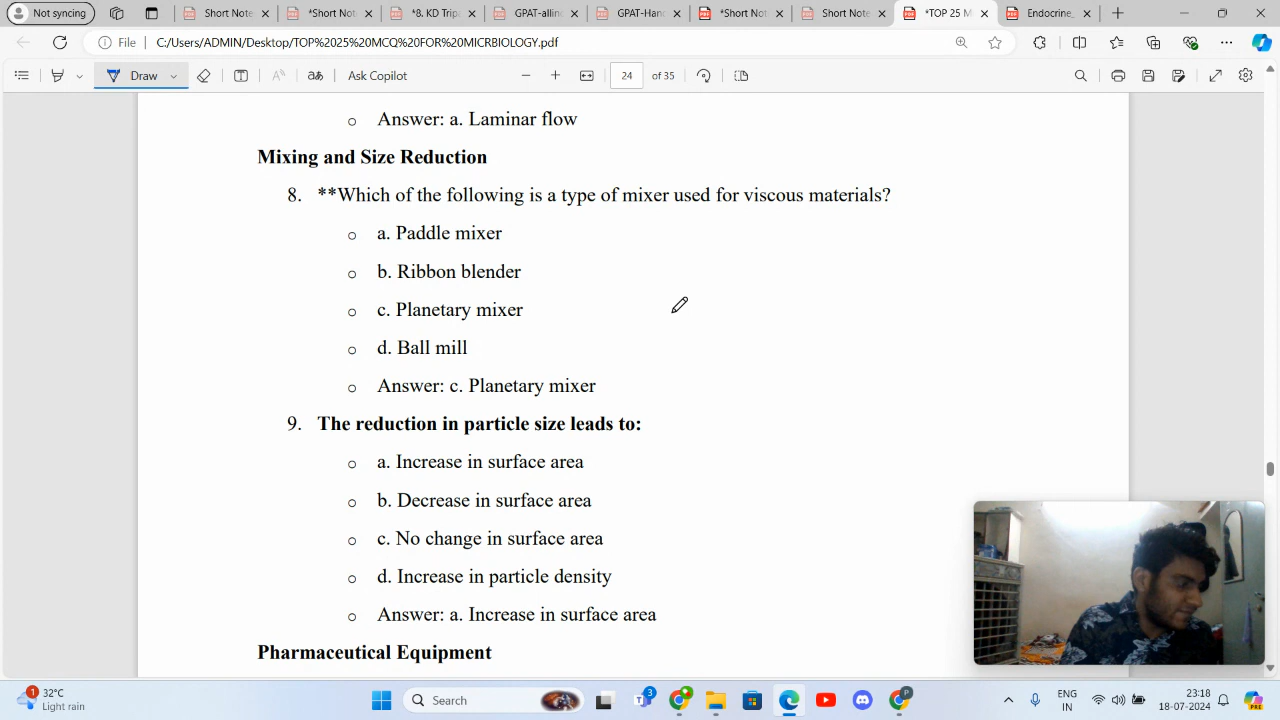 Not syncing
Short Note
*Short Not
*8. KD Trip
GPAT-allin
GPAT-Han
*Short Not
Short Note
*TOP 25 M
Endocrine_
File C:/Users/ADMIN/Desktop/TOP%2025%20MCQ%20FOR%20MICRBIOLOGY.pdf
Draw
Ask Copilot
24 of 35
Answer: a. Laminar flow
Mixing and Size Reduction
8. **Which of the following is a type of mixer used for viscous materials?
a. Paddle mixer
b. Ribbon blender
c. Planetary mixer
d. Ball mill
Answer: c. Planetary mixer
9. The reduction in particle size leads to:
a. Increase in surface area
b. Decrease in surface area
c. No change in surface area
d. Increase in particle density
Answer: a. Increase in surface area
Pharmaceutical Equipment
1
32°C
Light rain
Search
3
ENG
IN
23:18
18-07-2024